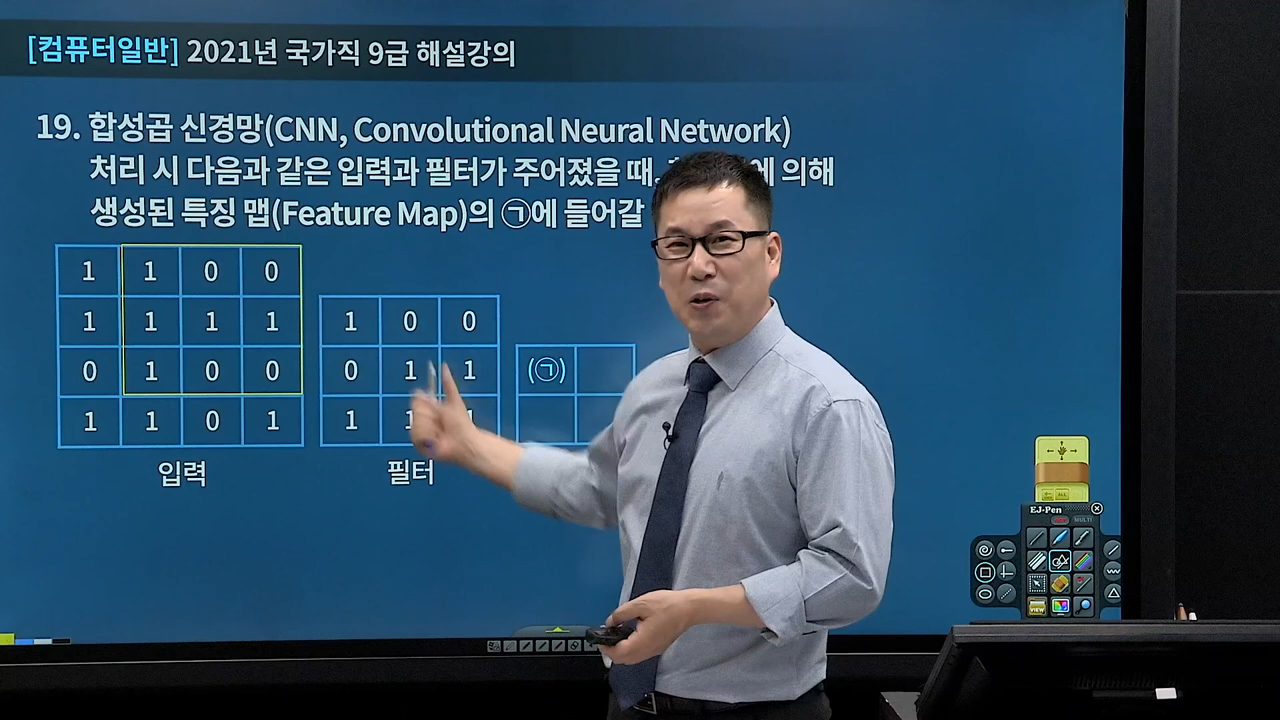 [컴퓨터일반] 2021년 국가직 9급 해설강의
19. 합성곱 신경망(CNN, Convolutional Neural Network)
처리 시 다음과 같은 입력과 필터가 주어졌을 때, 의해
생성된 특징 맵(Feature Map)의 ㉠에 들어갈
1 1 0 0
1 1 1 1
0 1 0 0
1 1 0 1
입력
1 0 0
0 1 1
1 1 1
필터
(㉠)
EJ-Pen
MULTI
VIEW